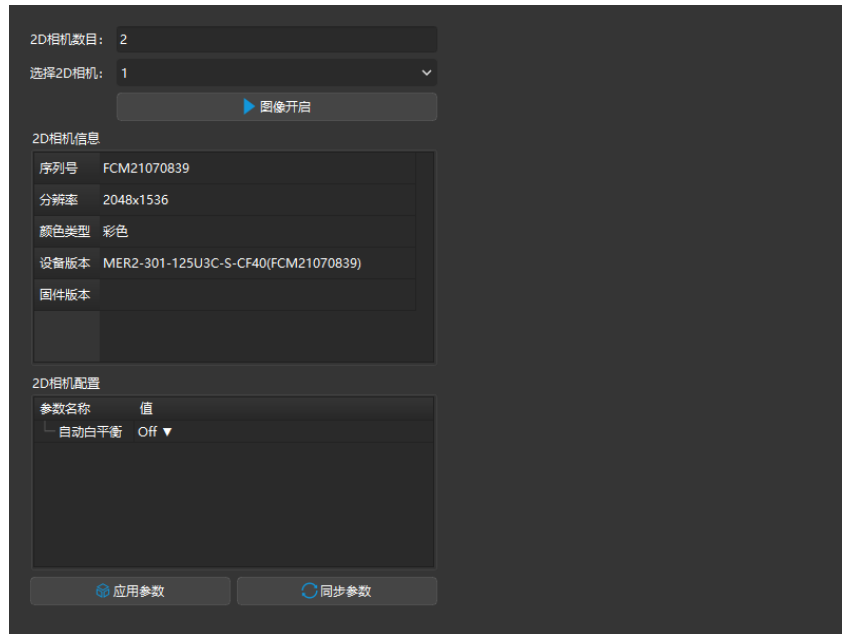 2D相机数目: 2
选择2D相机: 1
图像开启
2D相机信息
序列号 FCM21070839
分辨率 2048x1536
颜色类型 彩色
设备版本 MER2-301-125U3C-S-CF40(FCM21070839)
固件版本
2D相机配置
参数名称 值
自动白平衡 Off ▼
应用参数 同步参数